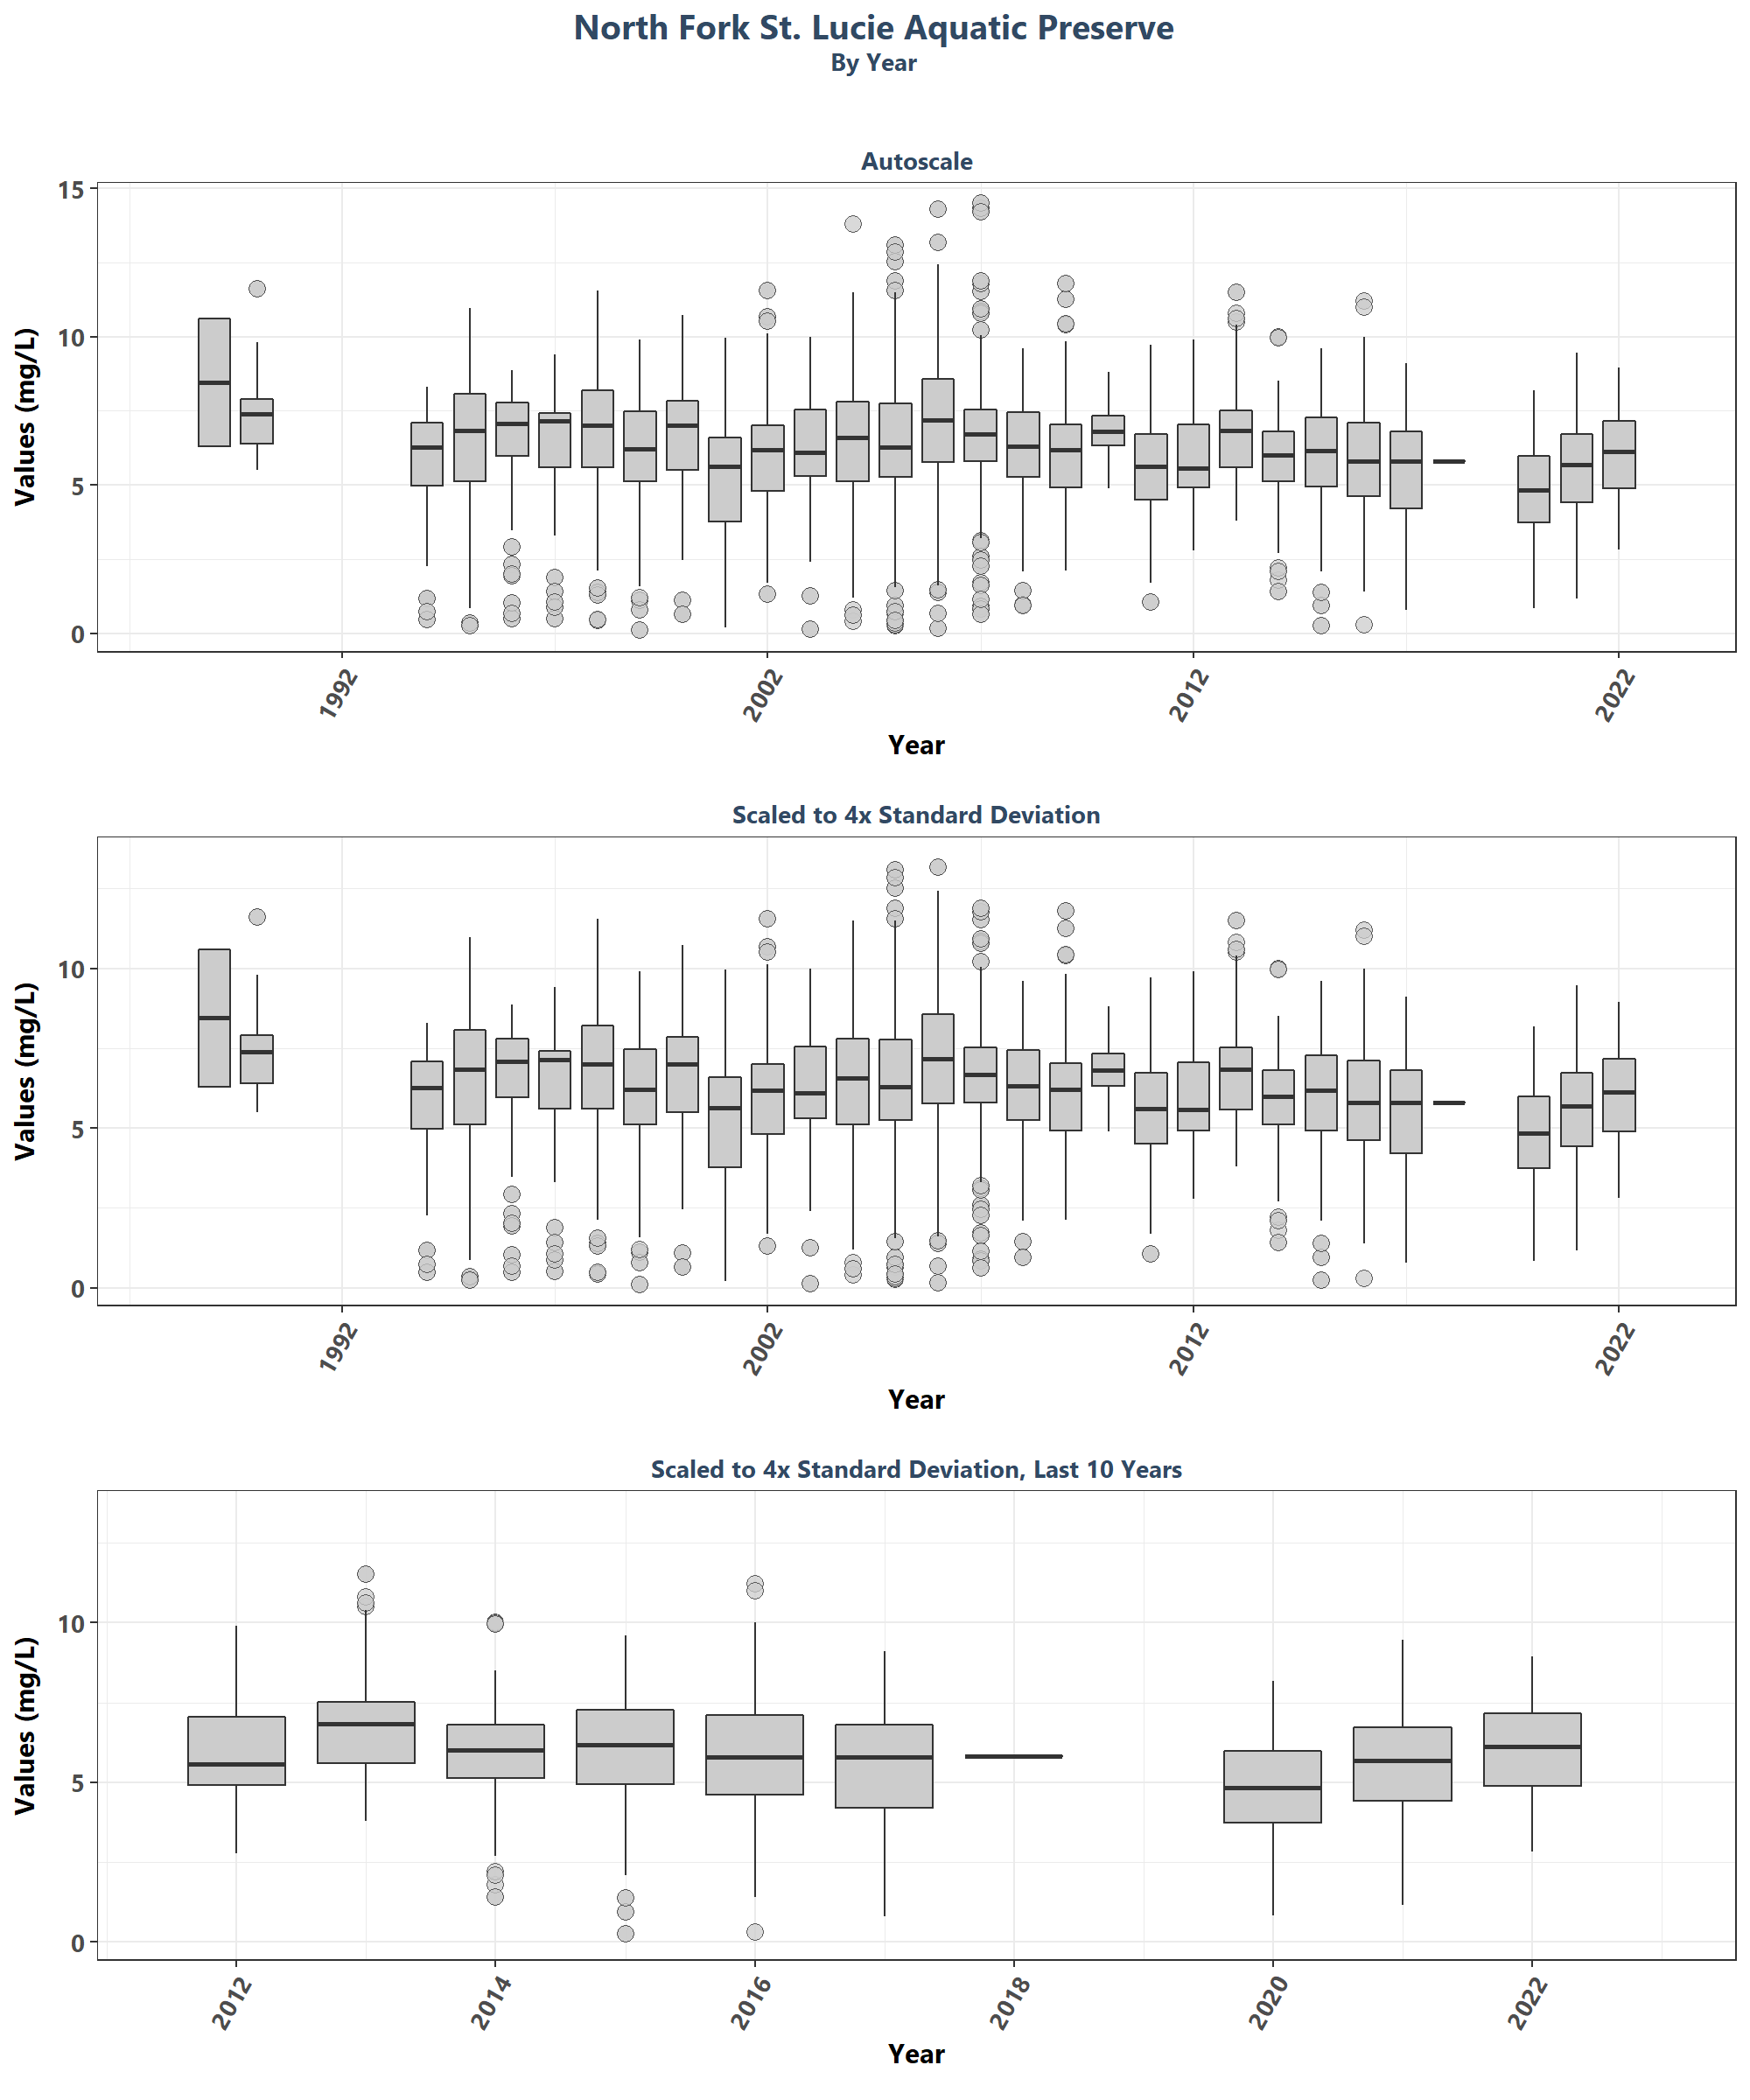 North Fork St. Lucie Aquatic Preserve
By Year
Autoscale
Values (mg/L)
15
10
5
0
1992
2002
2012
2022
Year
Scaled to 4x Standard Deviation
Values (mg/L)
10
5
0
1992
2002
2012
2022
Year
Scaled to 4x Standard Deviation, Last 10 Years
Values (mg/L)
10
5
0
2012
2014
2016
2018
2020
2022
Year